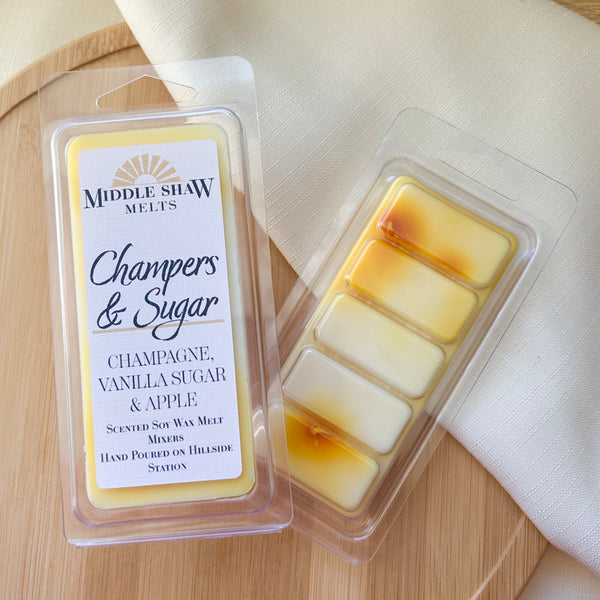 MIDDLE SHAW
MELTS
Champers
& Sugar
CHAMPAGNE,
VANILLA SUGAR
& APPLE
SCENTED SOY WAX MELT
MIXERS
HAND POURED ON HILLSIDE
STATION